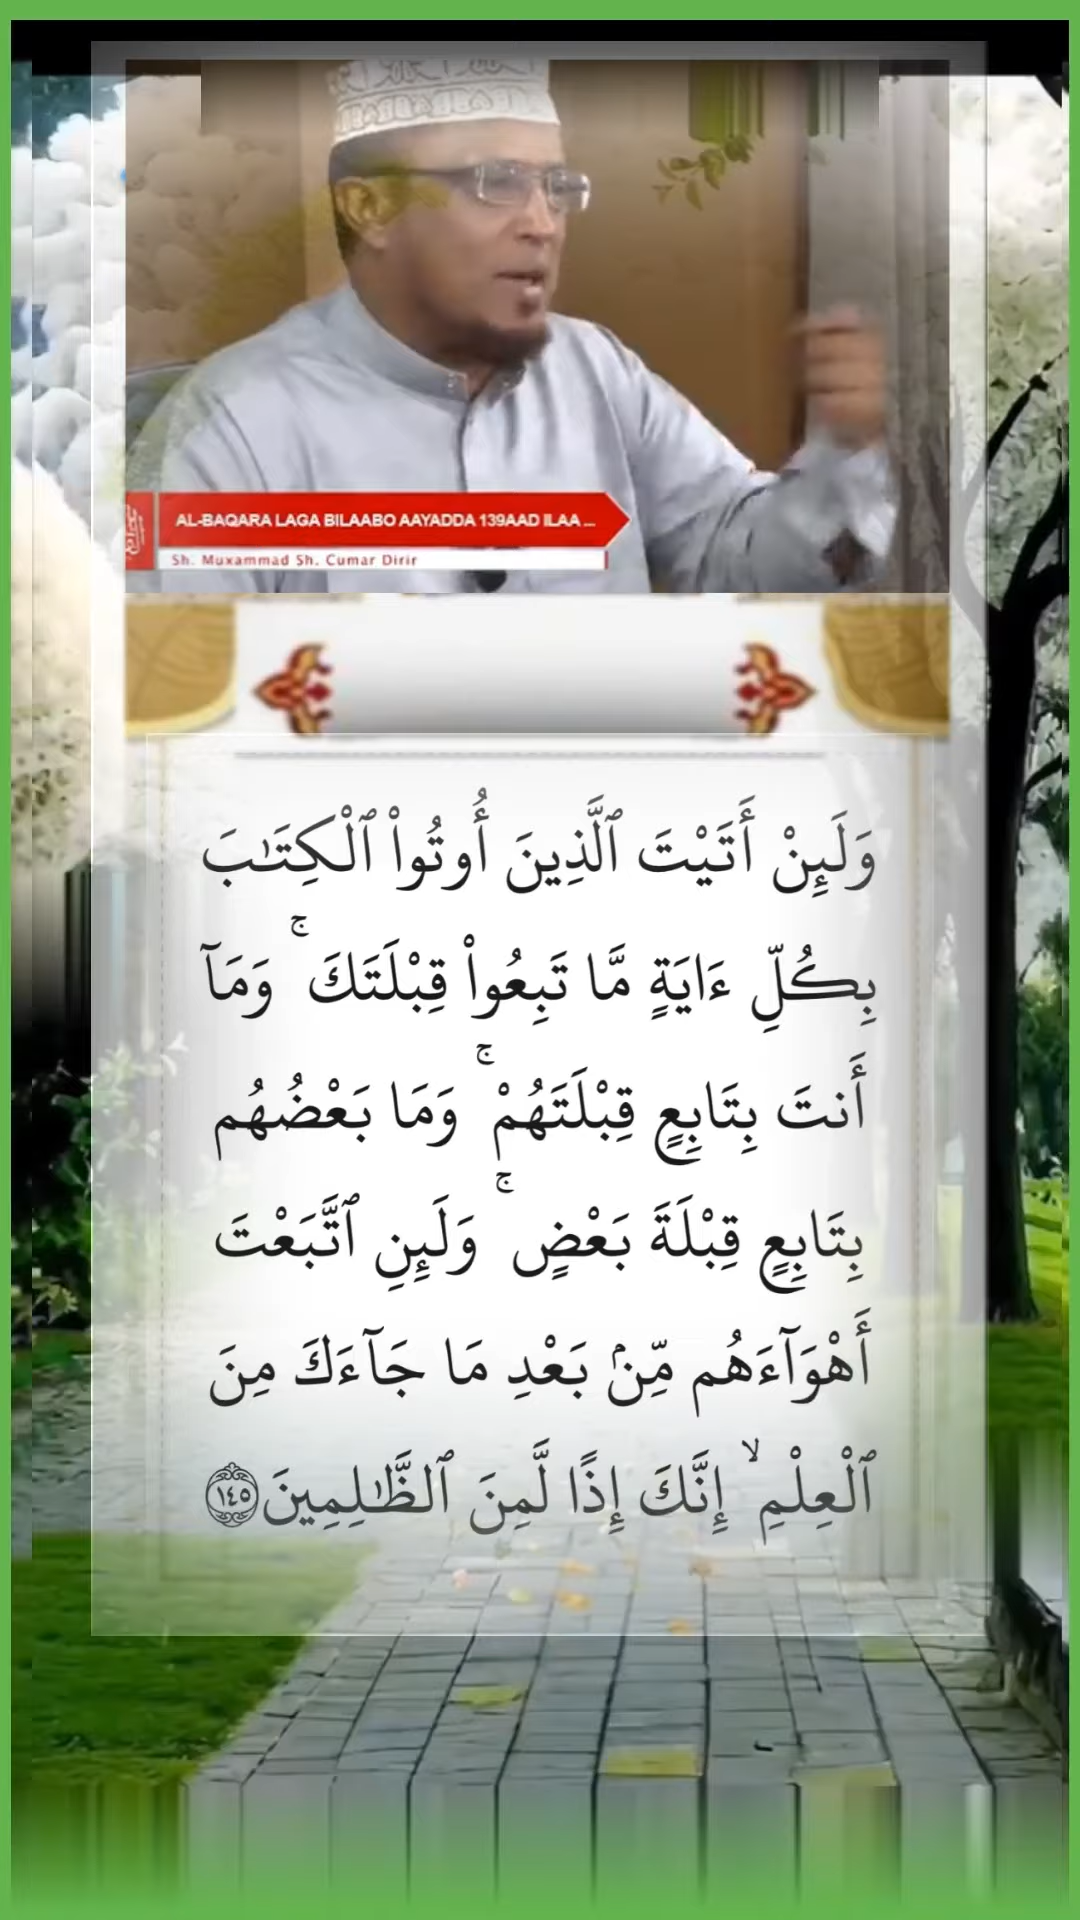 AL-BAQARA LAGA BILAABO AAYADDA 139AAD ILAA ...
Sh. Muxammad Sh. Cumar Dirir
وَلَئِنْ أَتَيْتَ ٱلَّذِينَ أُوتُوا۟ ٱلْكِتَـٰبَ
بِكُلِّ ءَايَةٍ مَّا تَبِعُوا۟ قِبْلَتَكَ ۚ وَمَآ
أَنتَ بِتَابِعٍ قِبْلَتَهُمْ ۚ وَمَا بَعْضُهُم
بِتَابِعٍ قِبْلَةَ بَعْضٍ ۚ وَلَئِنِ ٱتَّبَعْتَ
أَهْوَآءَهُم مِّنۢ بَعْدِ مَا جَآءَكَ مِنَ
ٱلْعِلْمِ ۙ إِنَّكَ إِذًا لَّمِنَ ٱلظَّـٰلِمِينَ ١٤٥